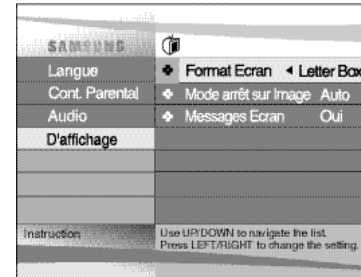 SAMSUNG
Langue
Cont. Parental
Audio
D'affichage
Format Ecran ◄ Letter Box
Mode arrêt sur Image Auto
Messages Ecran Oui
Instruction
Use UP/DOWN to navigate the list.
Press LEFT/RIGHT to change the setting.